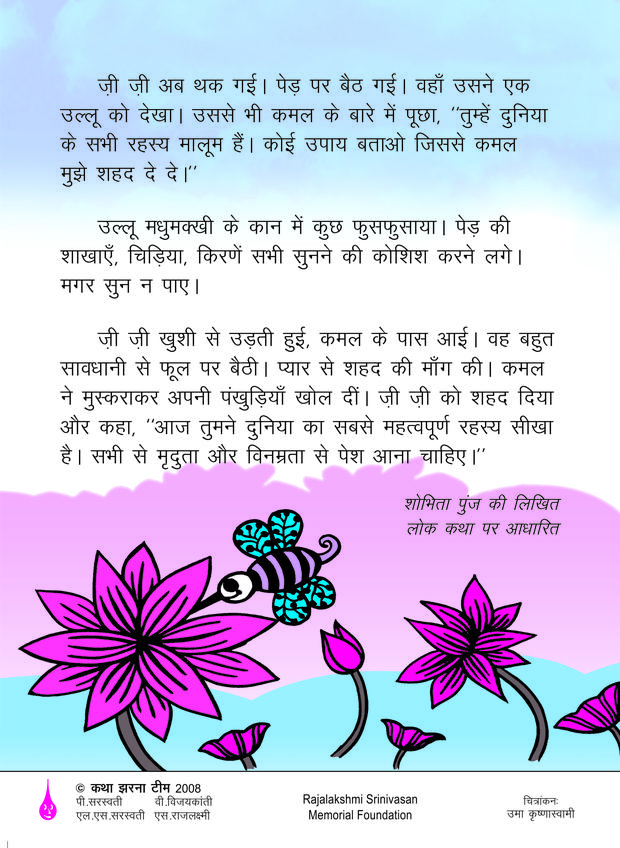 ज़ी ज़ी अब थक गई। पेड़ पर बैठ गई। वहाँ उसने एक
उल्लू को देखा। उससे भी कमल के बारे में पूछा, ‘‘तुम्हें दुनिया
के सभी रहस्य मालूम हैं। कोई उपाय बताओ जिससे कमल
मुझे शहद दे दे।’’
उल्लू मधुमक्खी के कान में कुछ फुसफुसाया। पेड़ की
शाखाएँ, चिड़िया, किरणें सभी सुनने की कोशिश करने लगे।
मगर सुन न पाए।
ज़ी ज़ी खुशी से उड़ती हुई, कमल के पास आई। वह बहुत
सावधानी से फूल पर बैठी। प्यार से शहद की माँग की। कमल
ने मुस्कराकर अपनी पंखुड़ियाँ खोल दीं। ज़ी ज़ी को शहद दिया
और कहा, ‘‘आज तुमने दुनिया का सबसे महत्वपूर्ण रहस्य सीखा
है। सभी से मृदुता और विनम्रता से पेश आना चाहिए।’’
शोभिता पुंज की लिखित
लोक कथा पर आधारित
© कथा झरना टीम 2008
पी.सरस्वती वी.विजयकांती
एल.एस.सरस्वती एस.राजलक्ष्मी
Rajalakshmi Srinivasan
Memorial Foundation
चित्रांकनः
उमा कृष्णास्वामी